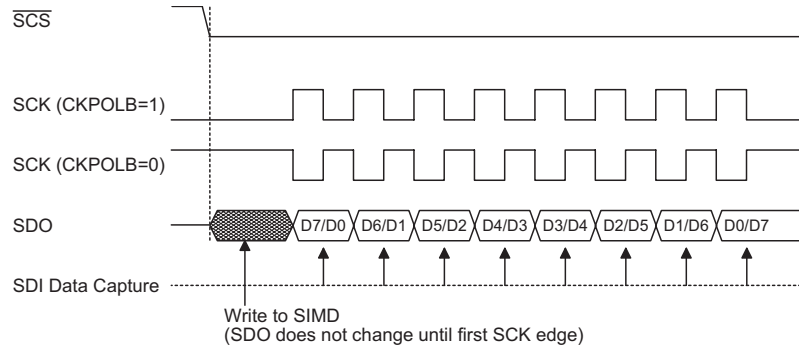 SCS
SCK (CKPOLB=1)
SCK (CKPOLB=0)
SDO D7/D0 D6/D1 D5/D2 D4/D3 D3/D4 D2/D5 D1/D6 D0/D7
SDI Data Capture
Write to SIMD
(SDO does not change until first SCK edge)